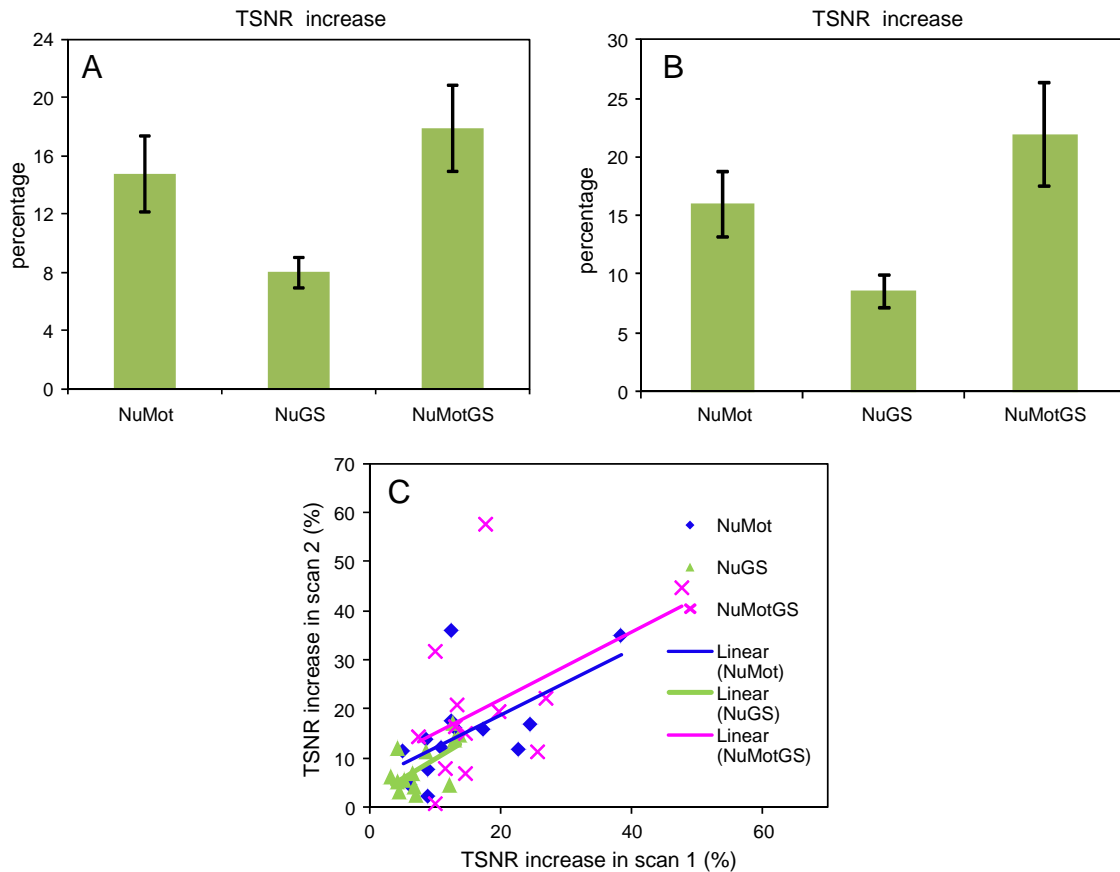 TSNR increase
A
24
20
16
12
8
4
0
percentage
NuMot NuGS NuMotGS
TSNR increase
B
30
25
20
15
10
5
0
percentage
NuMot NuGS NuMotGS
C
70
60
50
40
30
20
10
0
TSNR increase in scan 2 (%)
NuMot
NuGS
NuMotGS
Linear
(NuMot)
Linear
(NuGS)
Linear
(NuMotGS)
0 20 40 60
TSNR increase in scan 1 (%)